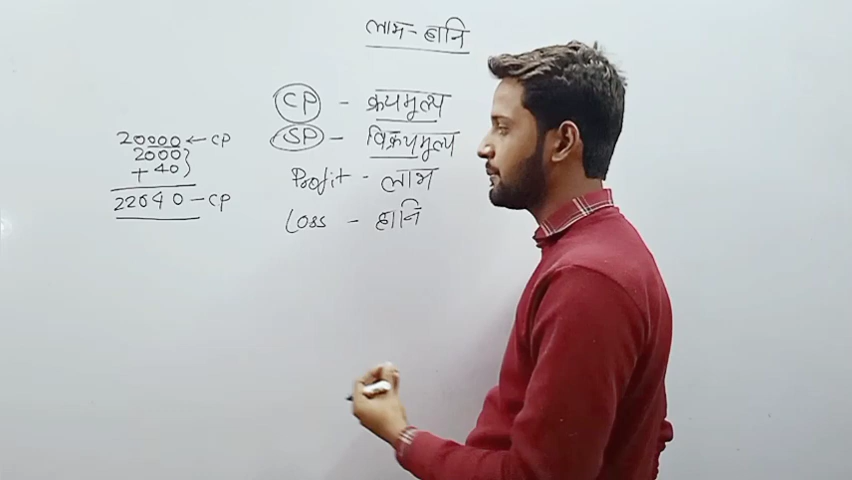 लाभ - हानि
CP - क्रयमूल्य
SP - विक्रयमूल्य
Profit - लाभ
Loss - हानि
20000 ← CP
2000
+ 40
22040 - CP